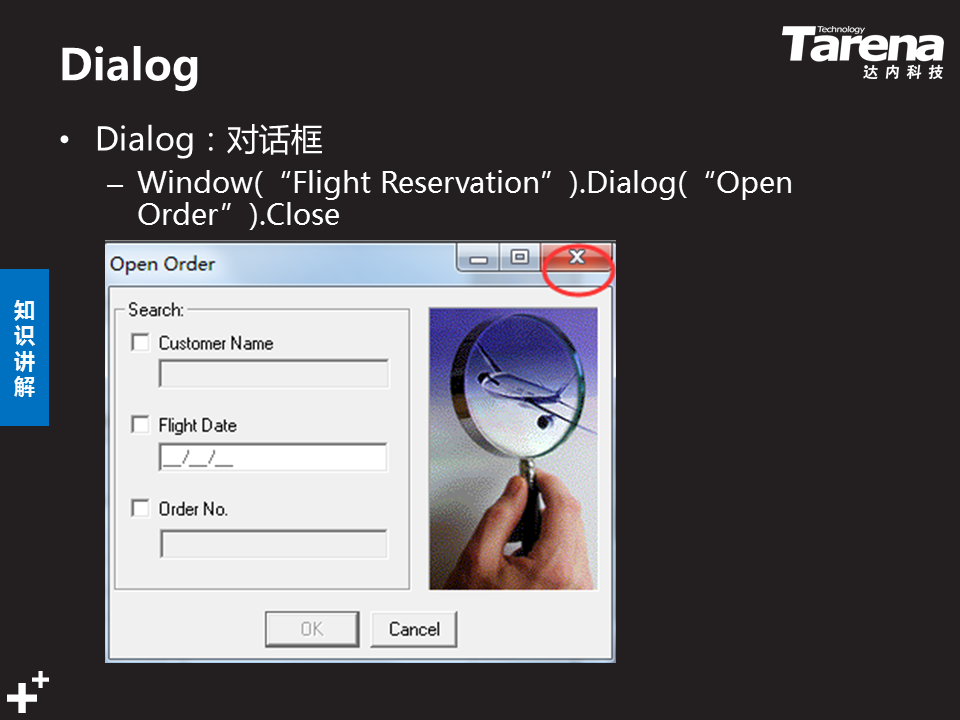 Dialog
Technology
Tarena
达内科技
• Dialog：对话框
– Window(“Flight Reservation”).Dialog(“Open
Order”).Close
知
识
讲
解
Open Order
Search:
Customer Name
Flight Date
__/__/__
Order No.
OK
Cancel